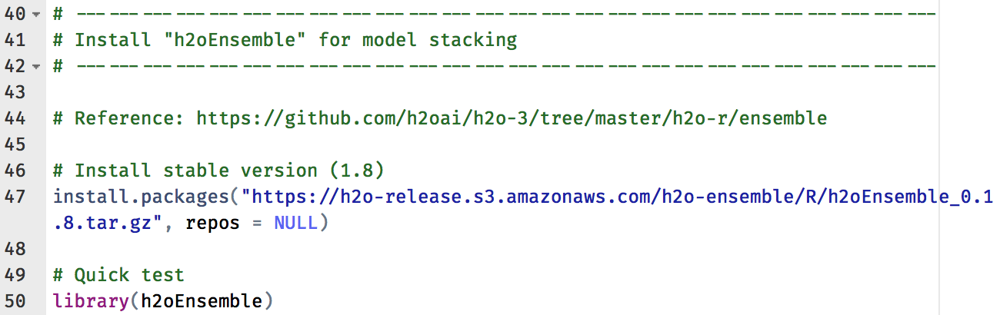 40 # --- --- --- --- --- --- --- --- --- --- --- --- --- --- --- --- --- --- --- --- --- --- --- --- --- ---
41 # Install "h2oEnsemble" for model stacking
42 # --- --- --- --- --- --- --- --- --- --- --- --- --- --- --- --- --- --- --- --- --- --- --- --- --- ---
43
44 # Reference: https://github.com/h2oai/h2o-3/tree/master/h2o-r/ensemble
45
46 # Install stable version (1.8)
47 install.packages("https://h2o-release.s3.amazonaws.com/h2o-ensemble/R/h2oEnsemble_0.1
.8.tar.gz", repos = NULL)
48
49 # Quick test
50 library(h2oEnsemble)